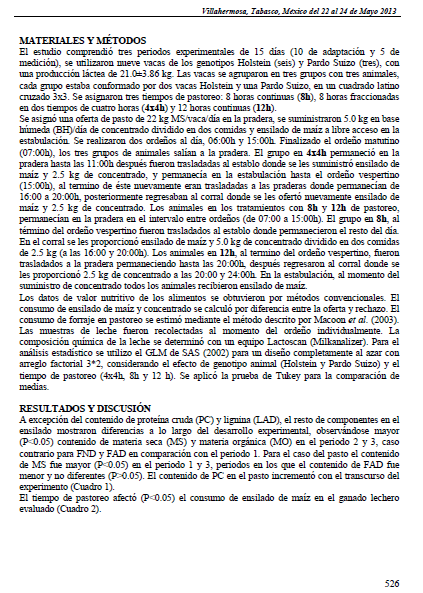 Villahermosa, Tabasco, México del 22 al 24 de Mayo 2013
MATERIALES Y MÉTODOS
El estudio comprendió tres periodos experimentales de 15 días (10 de adaptación y 5 de
medición), se utilizaron nueve vacas de los genotipos Holstein (seis) y Pardo Suizo (tres), con
una producción láctea de 21.0±3.86 kg. Las vacas se agruparon en tres grupos con tres animales,
cada grupo estaba conformado por dos vacas Holstein y una Pardo Suizo, en un cuadrado latino
cruzado 3x3. Se asignaron tres tiempos de pastoreo: 8 horas continuas (8h), 8 horas fraccionadas
en dos tiempos de cuatro horas (4x4h) y 12 horas continuas (12h).
Se asignó una oferta de pasto de 22 kg MS/vaca/día en la pradera, se suministraron 5.0 kg en base
húmeda (BH)/día de concentrado dividido en dos comidas y ensilado de maíz a libre acceso en la
estabulación. Se realizaron dos ordeños al día, 06:00h y 15:00h. Finalizado el ordeño matutino
(07:00h), los tres grupos de animales salían a la pradera. El grupo en 4x4h permaneció en la
pradera hasta las 11:00h después fueron trasladadas al establo donde se les suministró ensilado de
maíz y 2.5 kg de concentrado, y permanecía en la estabulación hasta el ordeño vespertino
(15:00h), al termino de éste nuevamente eran trasladadas a las praderas donde permanecían de
16:00 a 20:00h, posteriormente regresaban al corral donde se les ofertó nuevamente ensilado de
maíz y 2.5 kg de concentrado. Los animales en los tratamientos con 8h y 12h de pastoreo,
permanecían en la pradera en el intervalo entre ordeños (de 07:00 a 15:00h). El grupo en 8h, al
término del ordeño vespertino fueron trasladados al establo donde permanecieron el resto del día.
En el corral se les proporcionó ensilado de maíz y 5.0 kg de concentrado dividido en dos comidas
de 2.5 kg (a las 16:00 y 20:00h). Los animales en 12h, al termino del ordeño vespertino, fueron
trasladados a la pradera permaneciendo hasta las 20:00h, después regresaron al corral donde se
les proporcionó 2.5 kg de concentrado a las 20:00 y 24:00h. En la estabulación, al momento del
suministro de concentrado todos los animales recibieron ensilado de maíz.
Los datos de valor nutritivo de los alimentos se obtuvieron por métodos convencionales. El
consumo de ensilado de maíz y concentrado se calculó por diferencia entre la oferta y rechazo. El
consumo de forraje en pastoreo se estimó mediante el método descrito por Macoon et al. (2003).
Las muestras de leche fueron recolectadas al momento del ordeño individualmente. La
composición química de la leche se determinó con un equipo Lactoscan (Milkanalizer). Para el
análisis estadístico se utilizo el GLM de SAS (2002) para un diseño completamente al azar con
arreglo factorial 3*2, considerando el efecto de genotipo animal (Holstein y Pardo Suizo) y el
tiempo de pastoreo (4x4h, 8h y 12 h). Se aplicó la prueba de Tukey para la comparación de
medias.
RESULTADOS Y DISCUSIÓN
A excepción del contenido de proteína cruda (PC) y lignina (LAD), el resto de componentes en el
ensilado mostraron diferencias a lo largo del desarrollo experimental, observándose mayor
(P<0.05) contenido de materia seca (MS) y materia orgánica (MO) en el periodo 2 y 3, caso
contrario para FND y FAD en comparación con el periodo 1. Para el caso del pasto el contenido
de MS fue mayor (P<0.05) en el periodo 1 y 3, periodos en los que el contenido de FAD fue
menor y no diferentes (P>0.05). El contenido de PC en el pasto incrementó con el transcurso del
experimento (Cuadro 1).
El tiempo de pastoreo afectó (P<0.05) el consumo de ensilado de maíz en el ganado lechero
evaluado (Cuadro 2).
526